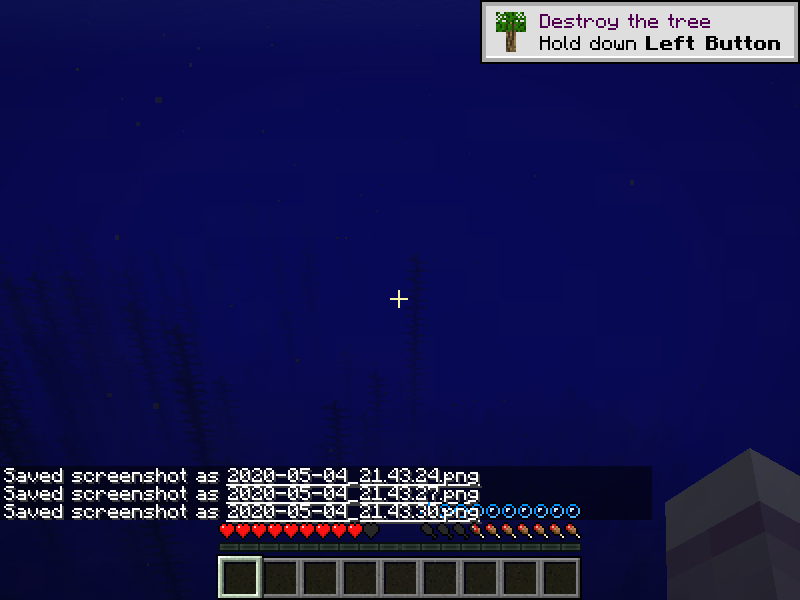 Destroy the tree
Hold down Left Button
Saved screenshot as 2020-05-04_21.43.24.png
Saved screenshot as 2020-05-04_21.43.27.png
Saved screenshot as 2020-05-04_21.43.30.png